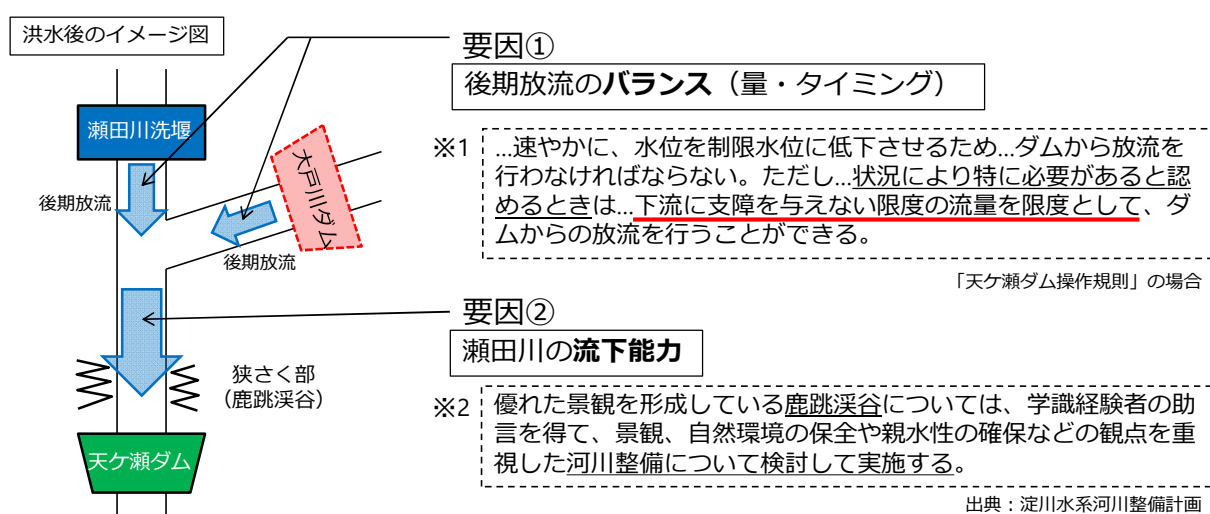 洪水後のイメージ図
要因①
後期放流のバランス（量・タイミング）
瀬田川洗堰
後期放流
大戸川ダム
後期放流
※1 …速やかに、水位を制限水位に低下させるため…ダムから放流を
行わなければならない。ただし…状況により特に必要があると認
めるときは…下流に支障を与えない限度の流量を限度として、ダ
ムからの放流を行うことができる。
「天ケ瀬ダム操作規則」の場合
要因②
瀬田川の流下能力
狭さく部
（鹿跳渓谷）
天ケ瀬ダム
※2 優れた景観を形成している鹿跳渓谷については、学識経験者の助
言を得て、景観、自然環境の保全や親水性の確保などの観点を重
視した河川整備について検討して実施する。
出典：淀川水系河川整備計画